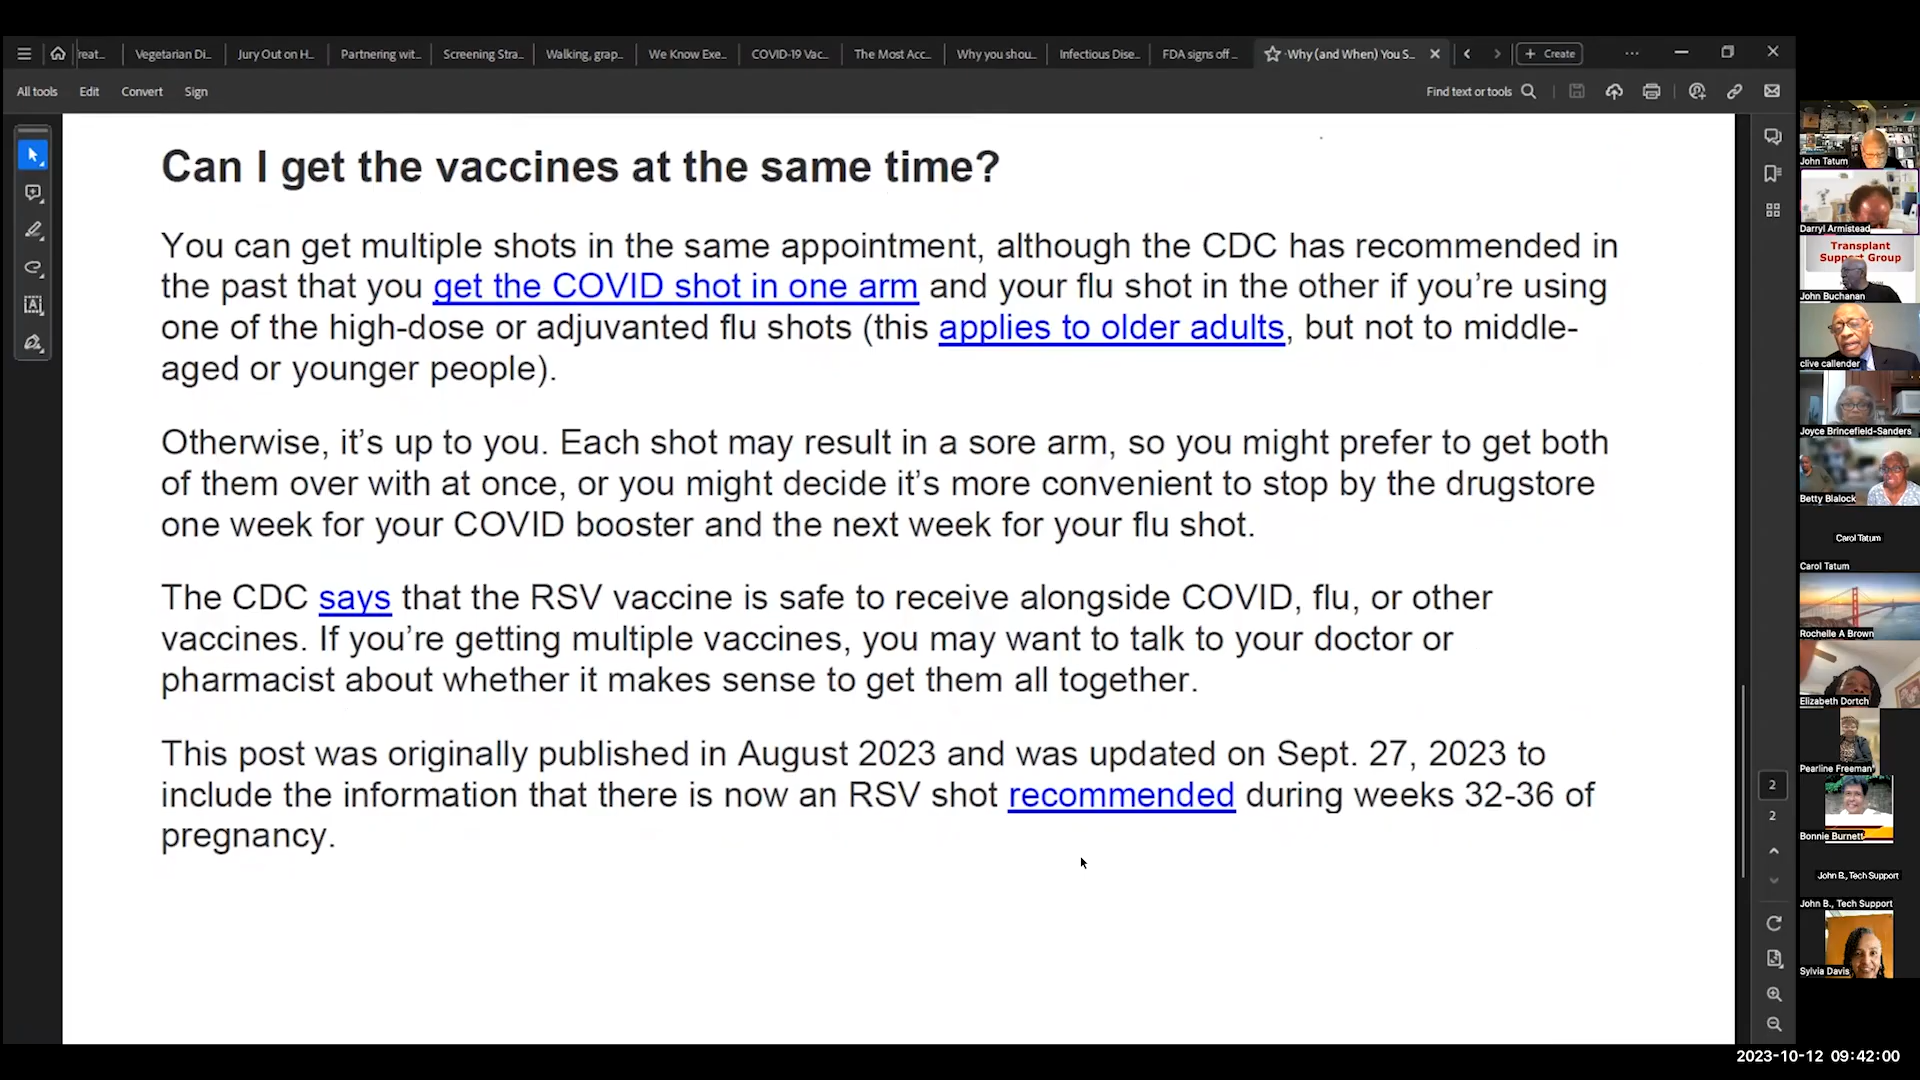 reat...
Vegetarian Di...
Jury Out on H...
Partnering wit...
Screening Stra...
Walking, grap...
We Know Exe...
COVID-19 Vac...
The Most Acc...
Why you shou...
Infectious Dise...
FDA signs off ...
Why (and When) You S...
Create
All tools
Edit
Convert
Sign
Find text or tools
Can I get the vaccines at the same time?
You can get multiple shots in the same appointment, although the CDC has recommended in
the past that you get the COVID shot in one arm and your flu shot in the other if you’re using
one of the high-dose or adjuvanted flu shots (this applies to older adults, but not to middle-
aged or younger people).
Otherwise, it’s up to you. Each shot may result in a sore arm, so you might prefer to get both
of them over with at once, or you might decide it’s more convenient to stop by the drugstore
one week for your COVID booster and the next week for your flu shot.
The CDC says that the RSV vaccine is safe to receive alongside COVID, flu, or other
vaccines. If you’re getting multiple vaccines, you may want to talk to your doctor or
pharmacist about whether it makes sense to get them all together.
This post was originally published in August 2023 and was updated on Sept. 27, 2023 to
include the information that there is now an RSV shot recommended during weeks 32-36 of
pregnancy.
2
2
John Tatum
Darryl Armistead
Transplant
Support Group
John Buchanan
clive callender
Joyce Brincefield-Sanders
Betty Blalock
Carol Tatum
Carol Tatum
Rochelle A Brown
Elizabeth Dortch
Pearline Freeman
Bonnie Burnett
John B., Tech Support
John B., Tech Support
Sylvia Davis
2023-10-12 09:42:00